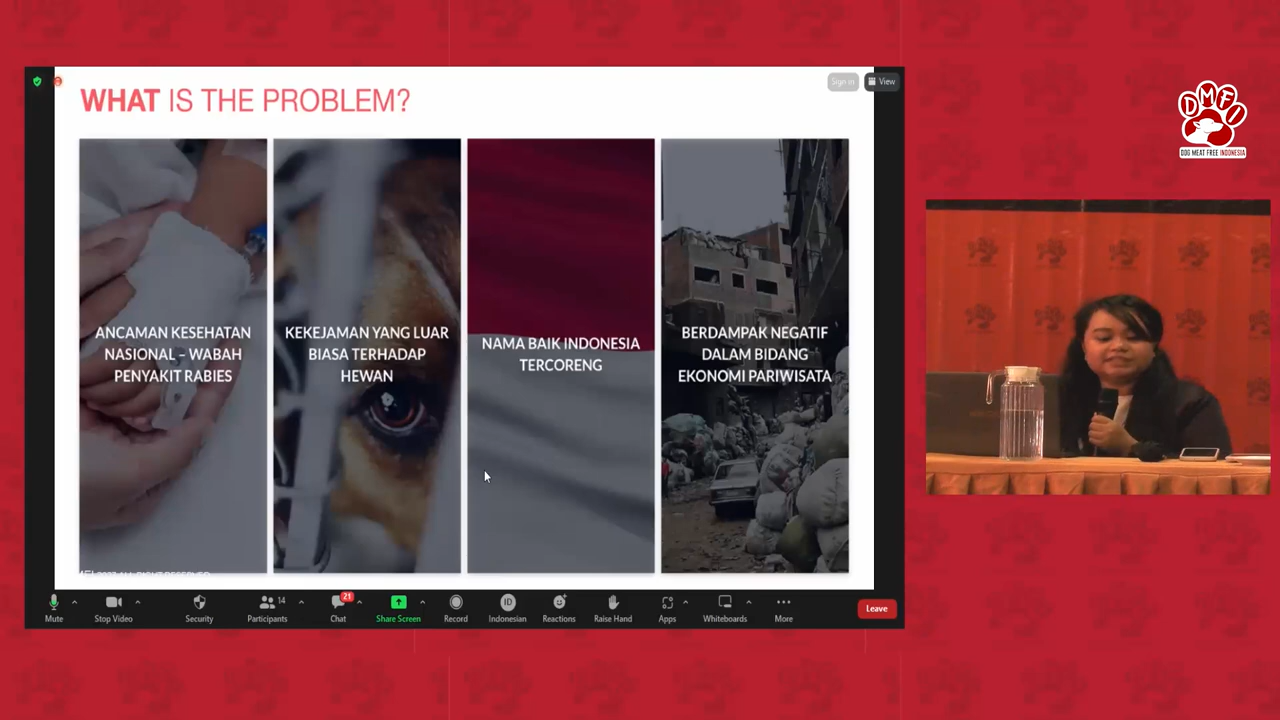 WHAT IS THE PROBLEM?
Sign in
View
ANCAMAN KESEHATAN
NASIONAL – WABAH
PENYAKIT RABIES
KEKEJAMAN YANG LUAR
BIASA TERHADAP
HEWAN
NAMA BAIK INDONESIA
TERCORENG
BERDAMPAK NEGATIF
DALAM BIDANG
EKONOMI PARIWISATA
Mute
Stop Video
Security
14
Participants
21
Chat
Share Screen
Record
ID
Indonesian
Reactions
Raise Hand
Apps
Whiteboards
More
Leave
DMFI
DOG MEAT FREE INDONESIA